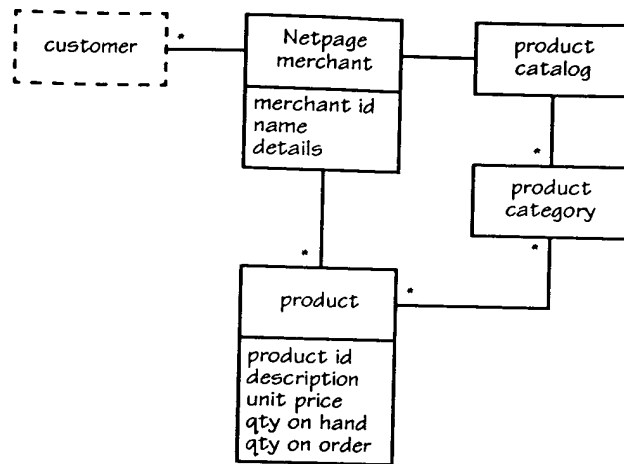 customer
*
Netpage
merchant
merchant id
name
details
product
catalog
*
product
category
*
*
*
product
product id
description
unit price
qty on hand
qty on order